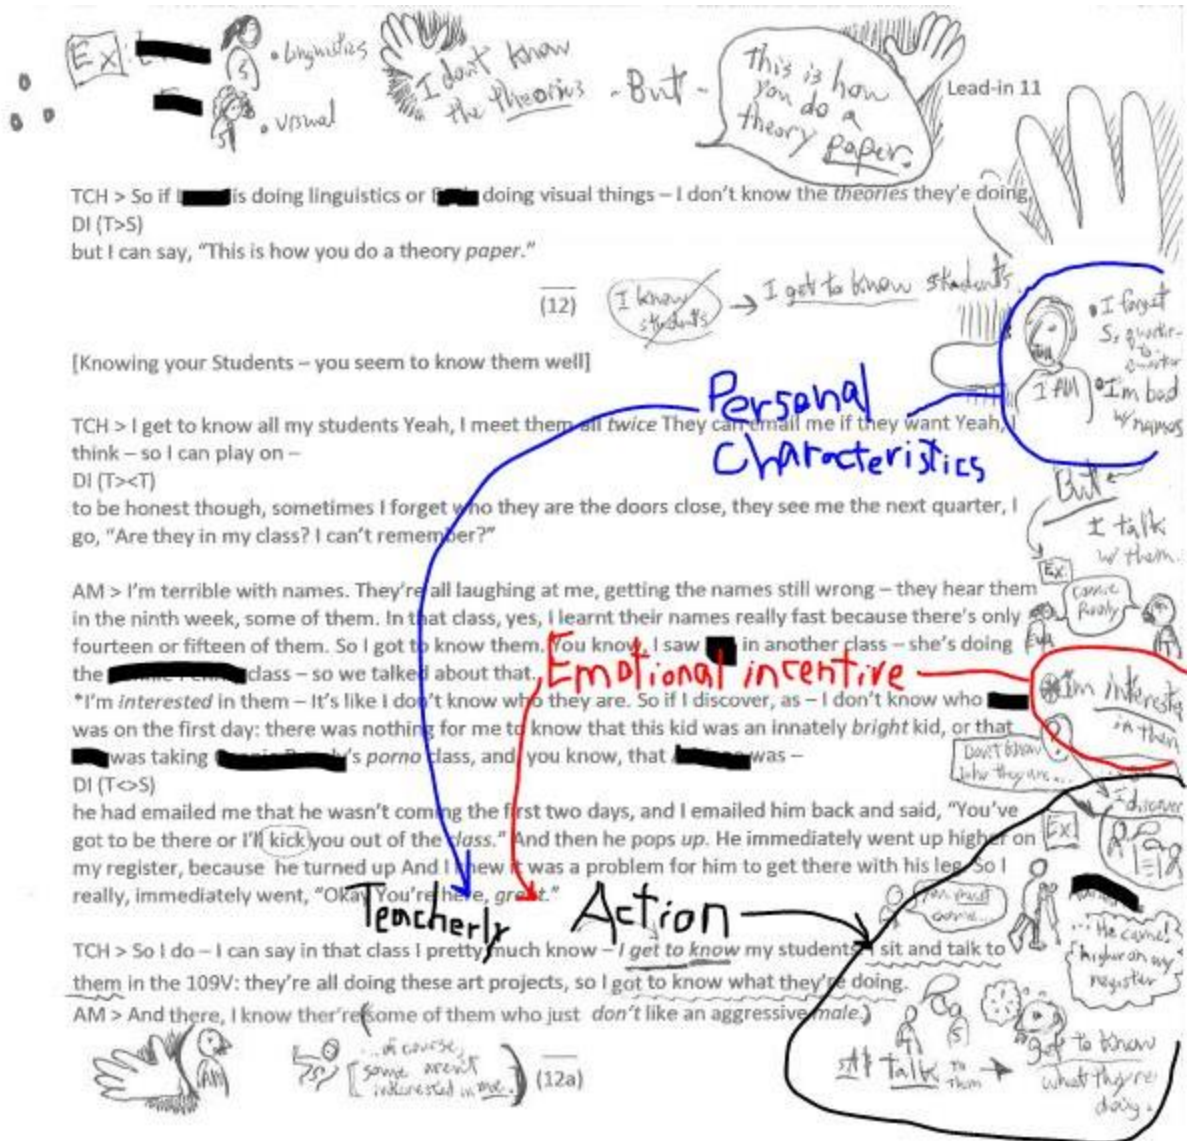 Ex:
• Linguistics
• visual
I don't know
the theories
- But -
This is how
you do a
theory paper.
Lead-in 11
TCH > So if is doing linguistics or doing visual things – I don't know the theories they'e doing,
DI (T>S)
but I can say, “This is how you do a theory paper.”
(12)
I know
students
→ I get to know students.
[Knowing your Students – you seem to know them well]
• I forget
Ss quarter-
to-
quarter
• I'm bad
w/ names
I AM
Personal
Characteristics
TCH > I get to know all my students Yeah, I meet them all twice They can email me if they want Yeah, I
think – so I can play on –
DI (T><T)
to be honest though, sometimes I forget who they are the doors close, they see me the next quarter, I
go, “Are they in my class? I can't remember?”
But
I talk
w/ them.
Ex:
AM > I'm terrible with names. They're all laughing at me, getting the names still wrong – they hear them
in the ninth week, some of them. In that class, yes, I learnt their names really fast because there's only
fourteen or fifteen of them. So I got to know them. You know, I saw in another class – she's doing
the class – so we talked about that.
Emotional incentive
I'm interested
in them
*I'm interested in them – It's like I don't know who they are. So if I discover, as – I don't know who
was on the first day: there was nothing for me to know that this kid was an innately bright kid, or that
was taking 's porno class, and, you know, that was –
Don't know
who they are...
I discover
DI (T<>S)
he had emailed me that he wasn't coming the first two days, and I emailed him back and said, “You've
got to be there or I'll kick you out of the class.” And then he pops up. He immediately went up higher on
my register, because he turned up And I knew it was a problem for him to get there with his leg. So I
really, immediately went, “Okay You're here, great.”
Ex
Teacherly Action
You must
come...
... He came!
higher on my
register
TCH > So I do – I can say in that class I pretty much know – I get to know my students. I sit and talk to
them in the 109V: they're all doing these art projects, so I got to know what they're doing.
AM > And there, I know ther're some of them who just don't like an aggressive male.
AM
... of course,
some aren't
interested in me.
(12a)
sit talk to
them
→ get to know
what they're
doing.